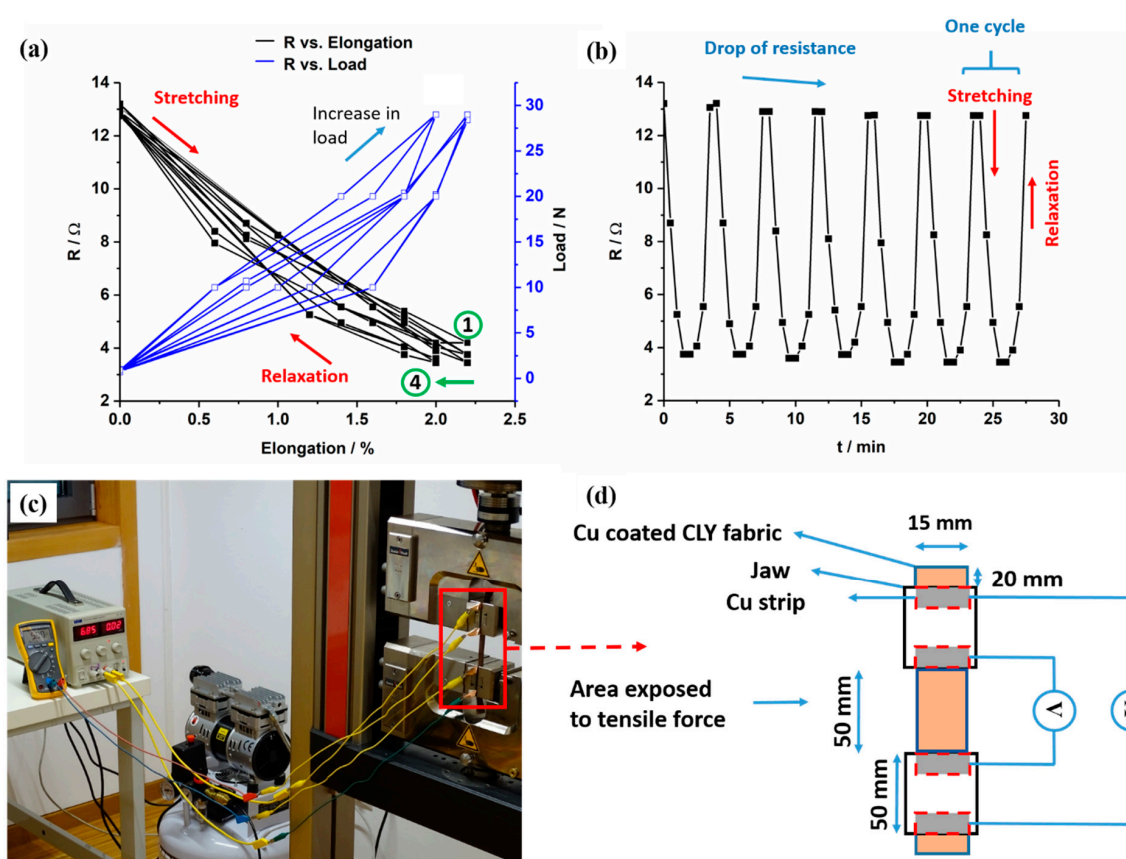 (a)
R vs. Elongation
R vs. Load
Stretching
Increase in
load
Relaxation
1
4
14
12
10
8
6
4
2
R / Ω
30
25
20
15
10
5
0
Load / N
0.0 0.5 1.0 1.5 2.0 2.5
Elongation / %
(b)
Drop of resistance
One cycle
Stretching
Relaxation
14
12
10
8
6
4
2
R / Ω
0 5 10 15 20 25 30
t / min
(c)
6.85 0.02
(d)
15 mm
Cu coated CLY fabric
Jaw
20 mm
Cu strip
Area exposed
to tensile force
50 mm
50 mm
V